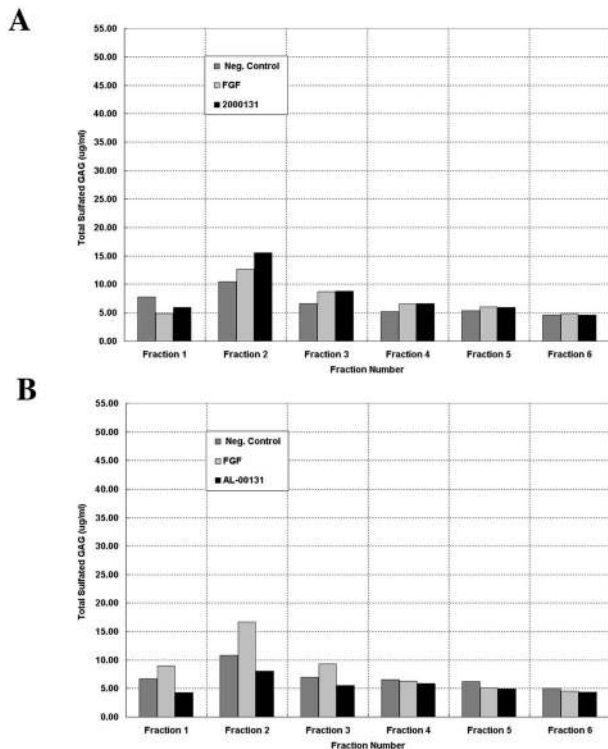 A
55.00
50.00
45.00
40.00
35.00
30.00
25.00
20.00
15.00
10.00
5.00
0.00
Total Sulfated GAG (ug/ml)
Neg. Control
FGF
2000131
Fraction 1 Fraction 2 Fraction 3 Fraction 4 Fraction 5 Fraction 6
Fraction Number
B
55.00
50.00
45.00
40.00
35.00
30.00
25.00
20.00
15.00
10.00
5.00
0.00
Total Sulfated GAG (ug/ml)
Neg. Control
FGF
AL-00131
Fraction 1 Fraction 2 Fraction 3 Fraction 4 Fraction 5 Fraction 6
Fraction Number